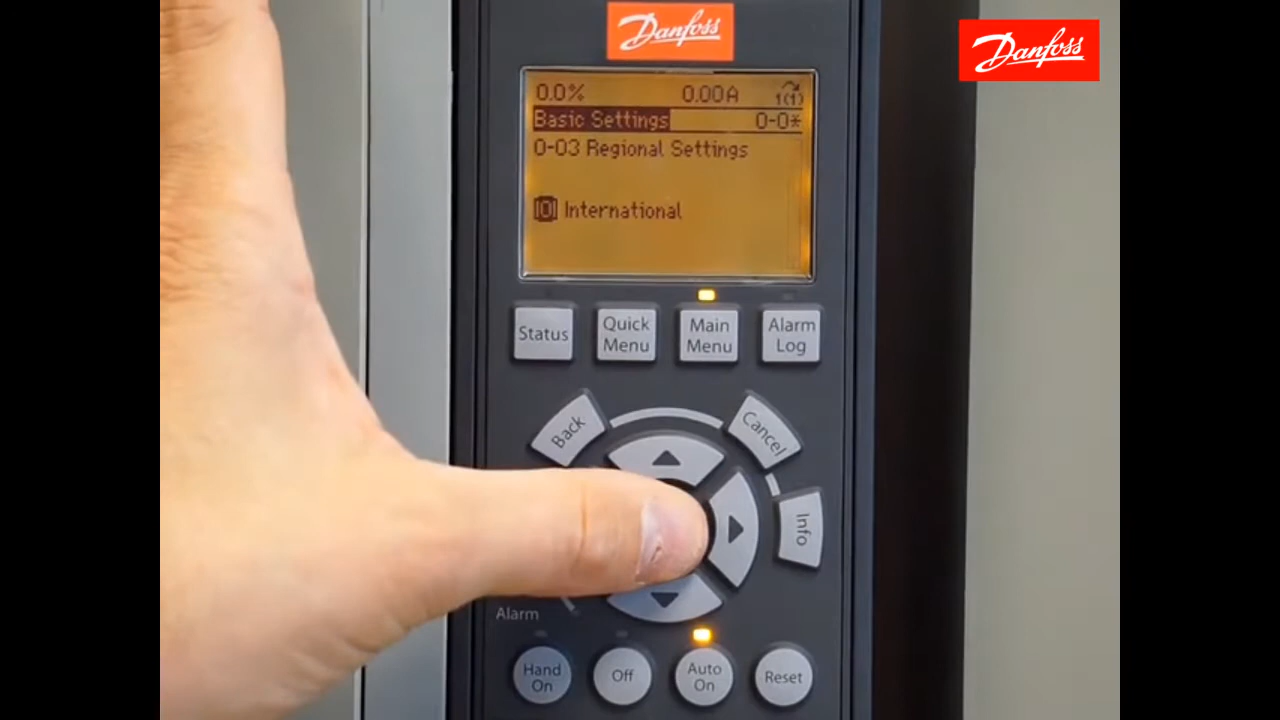 Danfoss
Danfoss
0.0% 0.00A 1(1)
Basic Settings 0-0*
0-03 Regional Settings
[0] International
Status Quick Menu Main Menu Alarm Log
Back Cancel
Info
Alarm
Hand On Off Auto On Reset